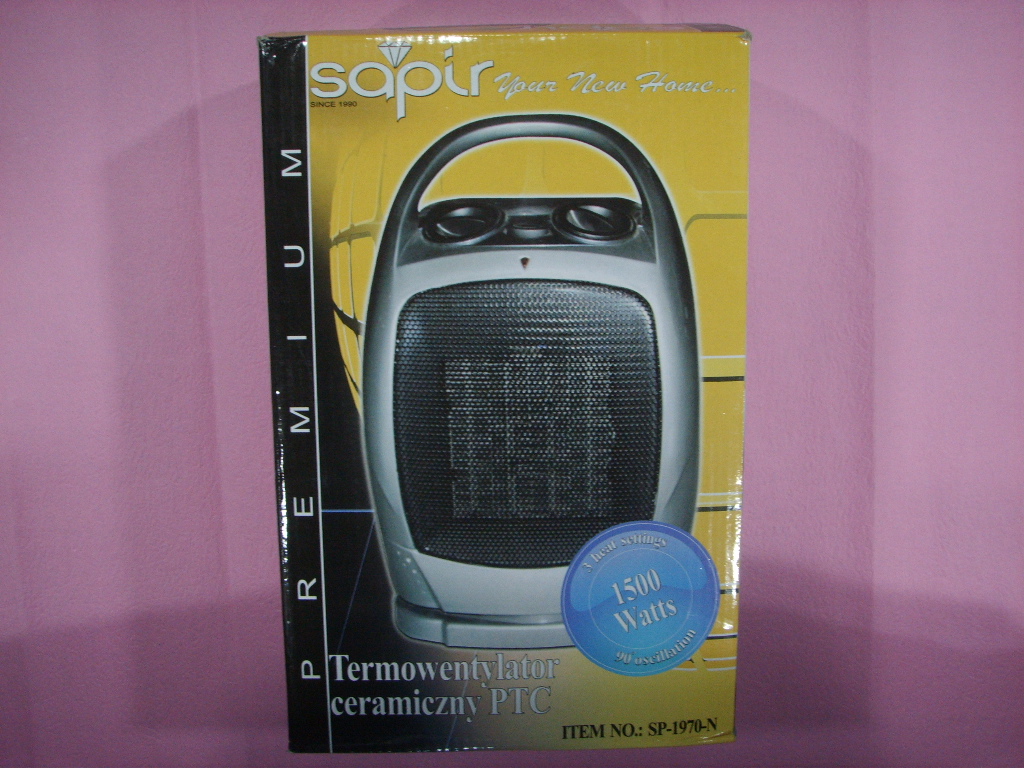 sapir Your New Home...
SINCE 1990
PREMIUM
3 heat settings
1500
Watts
90 oscillation
Termowentylator
ceramiczny PTC
ITEM NO.: SP-1970-N